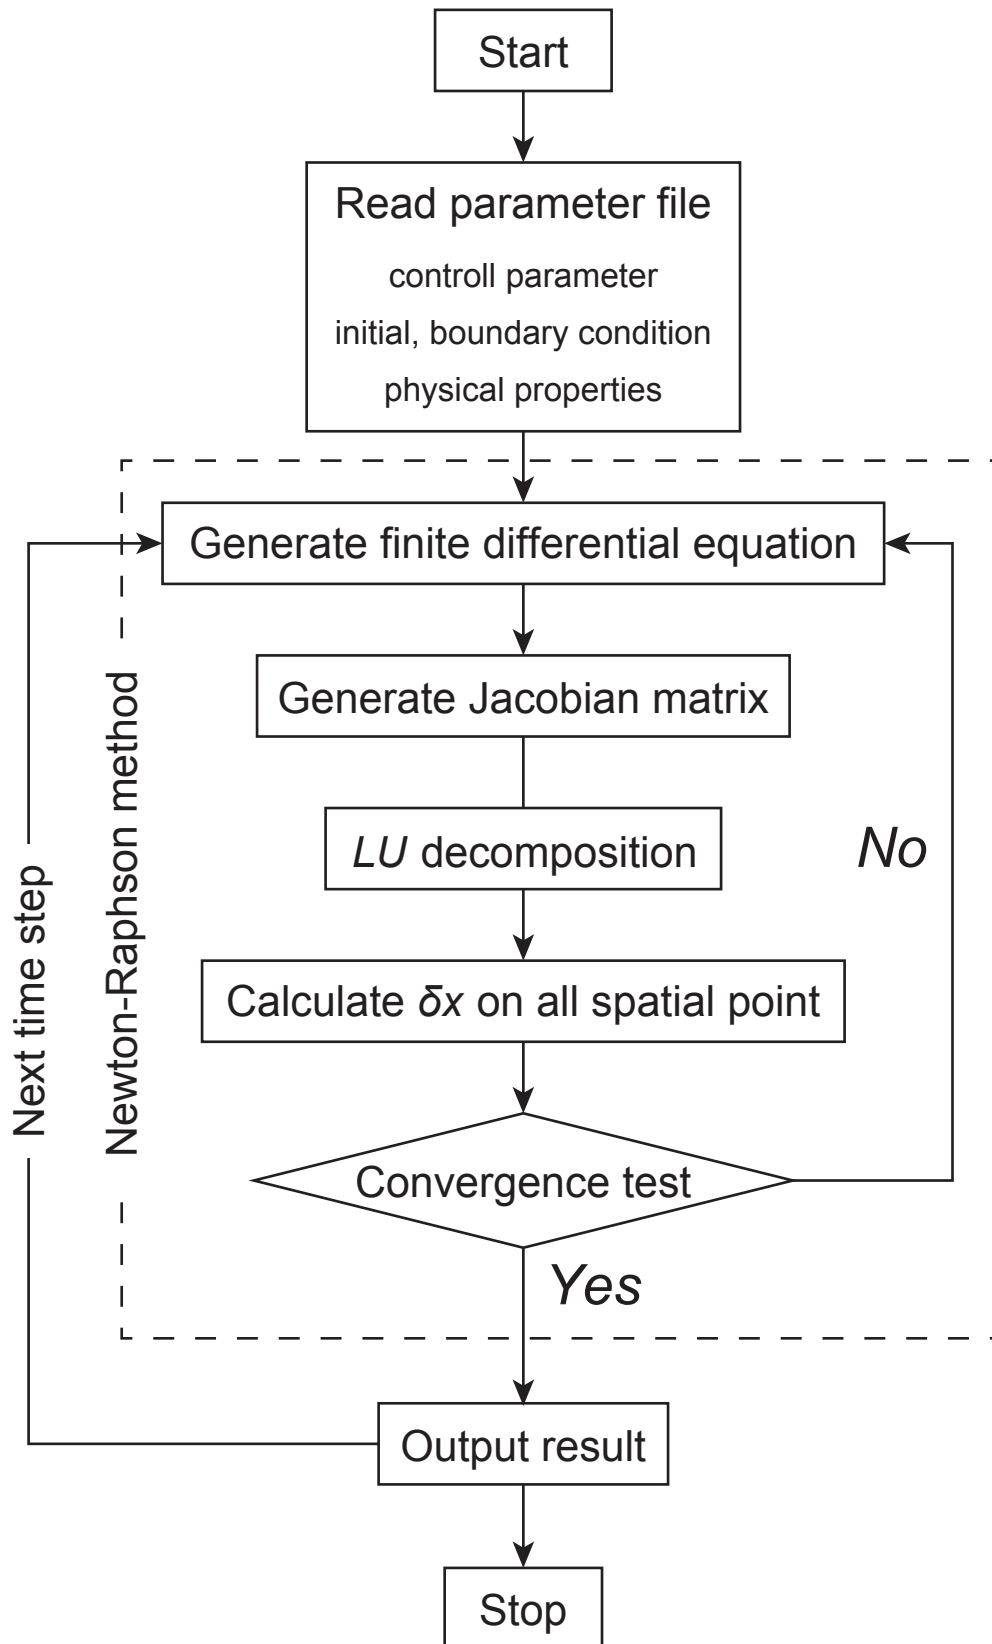 Start
Read parameter file
controll parameter
initial, boundary condition
physical properties
Generate finite differential equation
Generate Jacobian matrix
LU decomposition
No
Calculate δx on all spatial point
Newton-Raphson method
Next time step
Convergence test
Yes
Output result
Stop